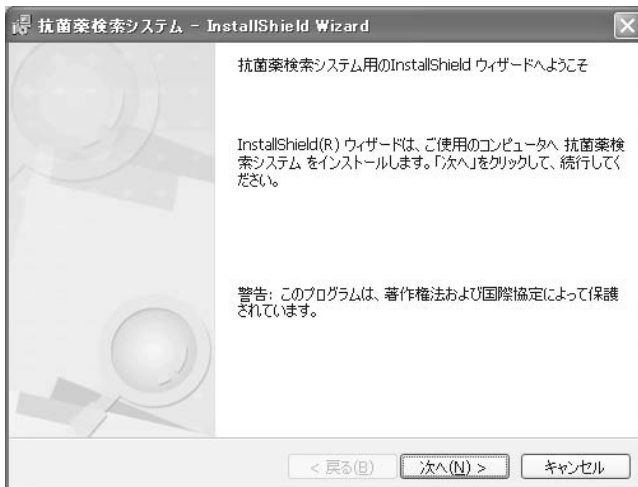 抗菌薬検索システム - InstallShield Wizard
抗菌薬検索システム用のInstallShield ウィザードへようこそ
InstallShield(R) ウィザードは、ご使用のコンピュータへ 抗菌薬検
索システム をインストールします。「次へ」をクリックして、続行してく
ださい。
警告: このプログラムは、著作権法および国際協定によって保護
されています。
< 戻る(B)
次へ(N) >
キャンセル